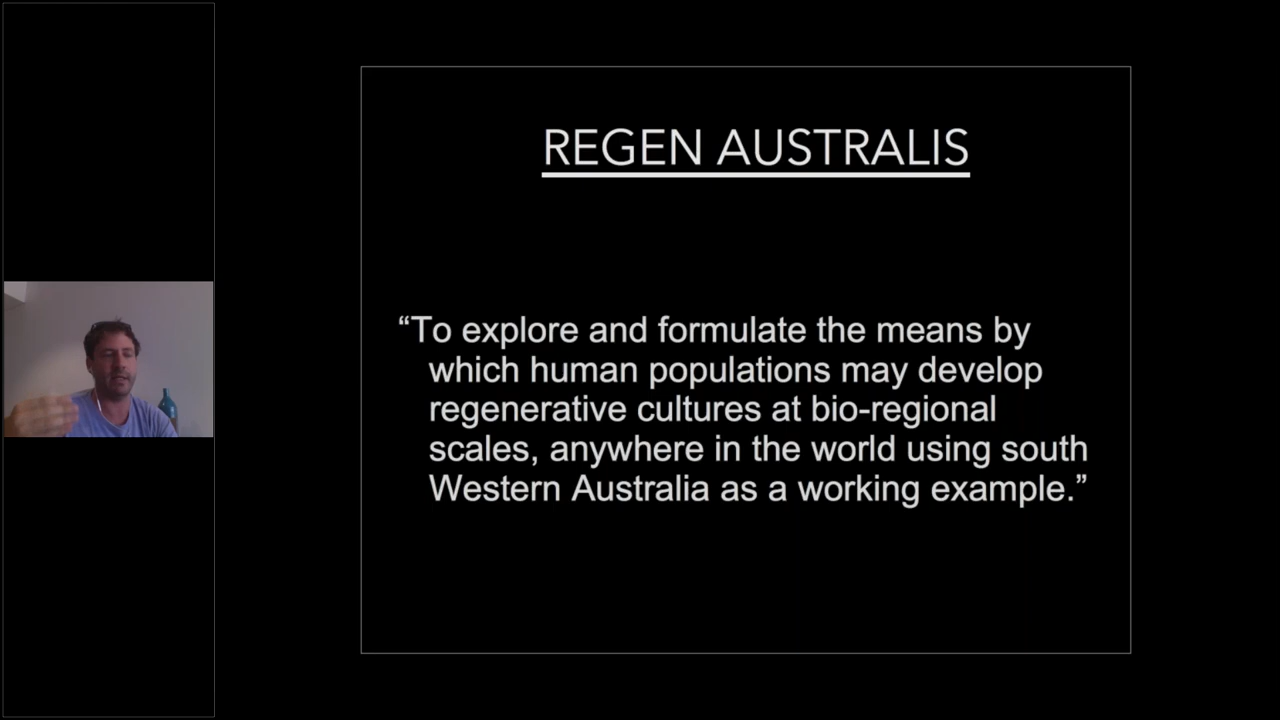 REGEN AUSTRALIS
“To explore and formulate the means by
which human populations may develop
regenerative cultures at bio-regional
scales, anywhere in the world using south
Western Australia as a working example.”